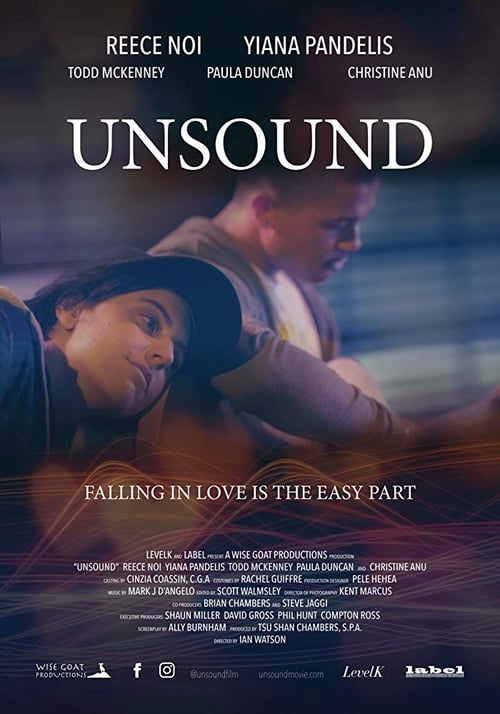 REECE NOI YIANA PANDELIS
TODD MCKENNEY PAULA DUNCAN CHRISTINE ANU
UNSOUND
FALLING IN LOVE IS THE EASY PART
LEVELK AND LABEL PRESENT A WISE GOAT PRODUCTIONS PRODUCTION
"UNSOUND" REECE NOI YIANA PANDELIS TODD MCKENNEY PAULA DUNCAN AND CHRISTINE ANU
CASTING BY CINZIA COASSIN, C.G.A COSTUMES BY RACHEL GUIFFRE PRODUCTION DESIGNER PELE HEHEA
MUSIC BY MARK J D'ANGELO EDITED BY SCOTT WALMSLEY DIRECTOR OF PHOTOGRAPHY KENT MARCUS
CO-PRODUCERS BRIAN CHAMBERS AND STEVE JAGGI
EXECUTIVE PRODUCERS SHAUN MILLER DAVID GROSS PHIL HUNT COMPTON ROSS
SCREENPLAY BY ALLY BURNHAM PRODUCED BY TSU SHAN CHAMBERS, S.P.A.
DIRECTED BY IAN WATSON
WISE GOAT
PRODUCTIONS
@unsoundfilm unsoundmovie.com LevelK label